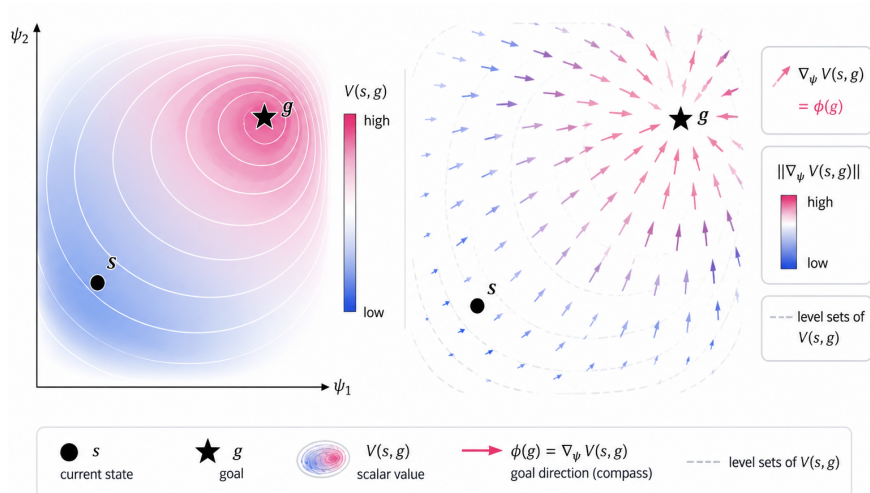 ψ₂
g
s
ψ₁
V(s, g)
high
low
g
s
∇ψ V(s, g)
= ϕ(g)
||∇ψ V(s, g)||
high
low
level sets of
V(s, g)
s
current state
g
goal
V(s, g)
scalar value
ϕ(g) = ∇ψ V(s, g)
goal direction (compass)
level sets of V(s, g)